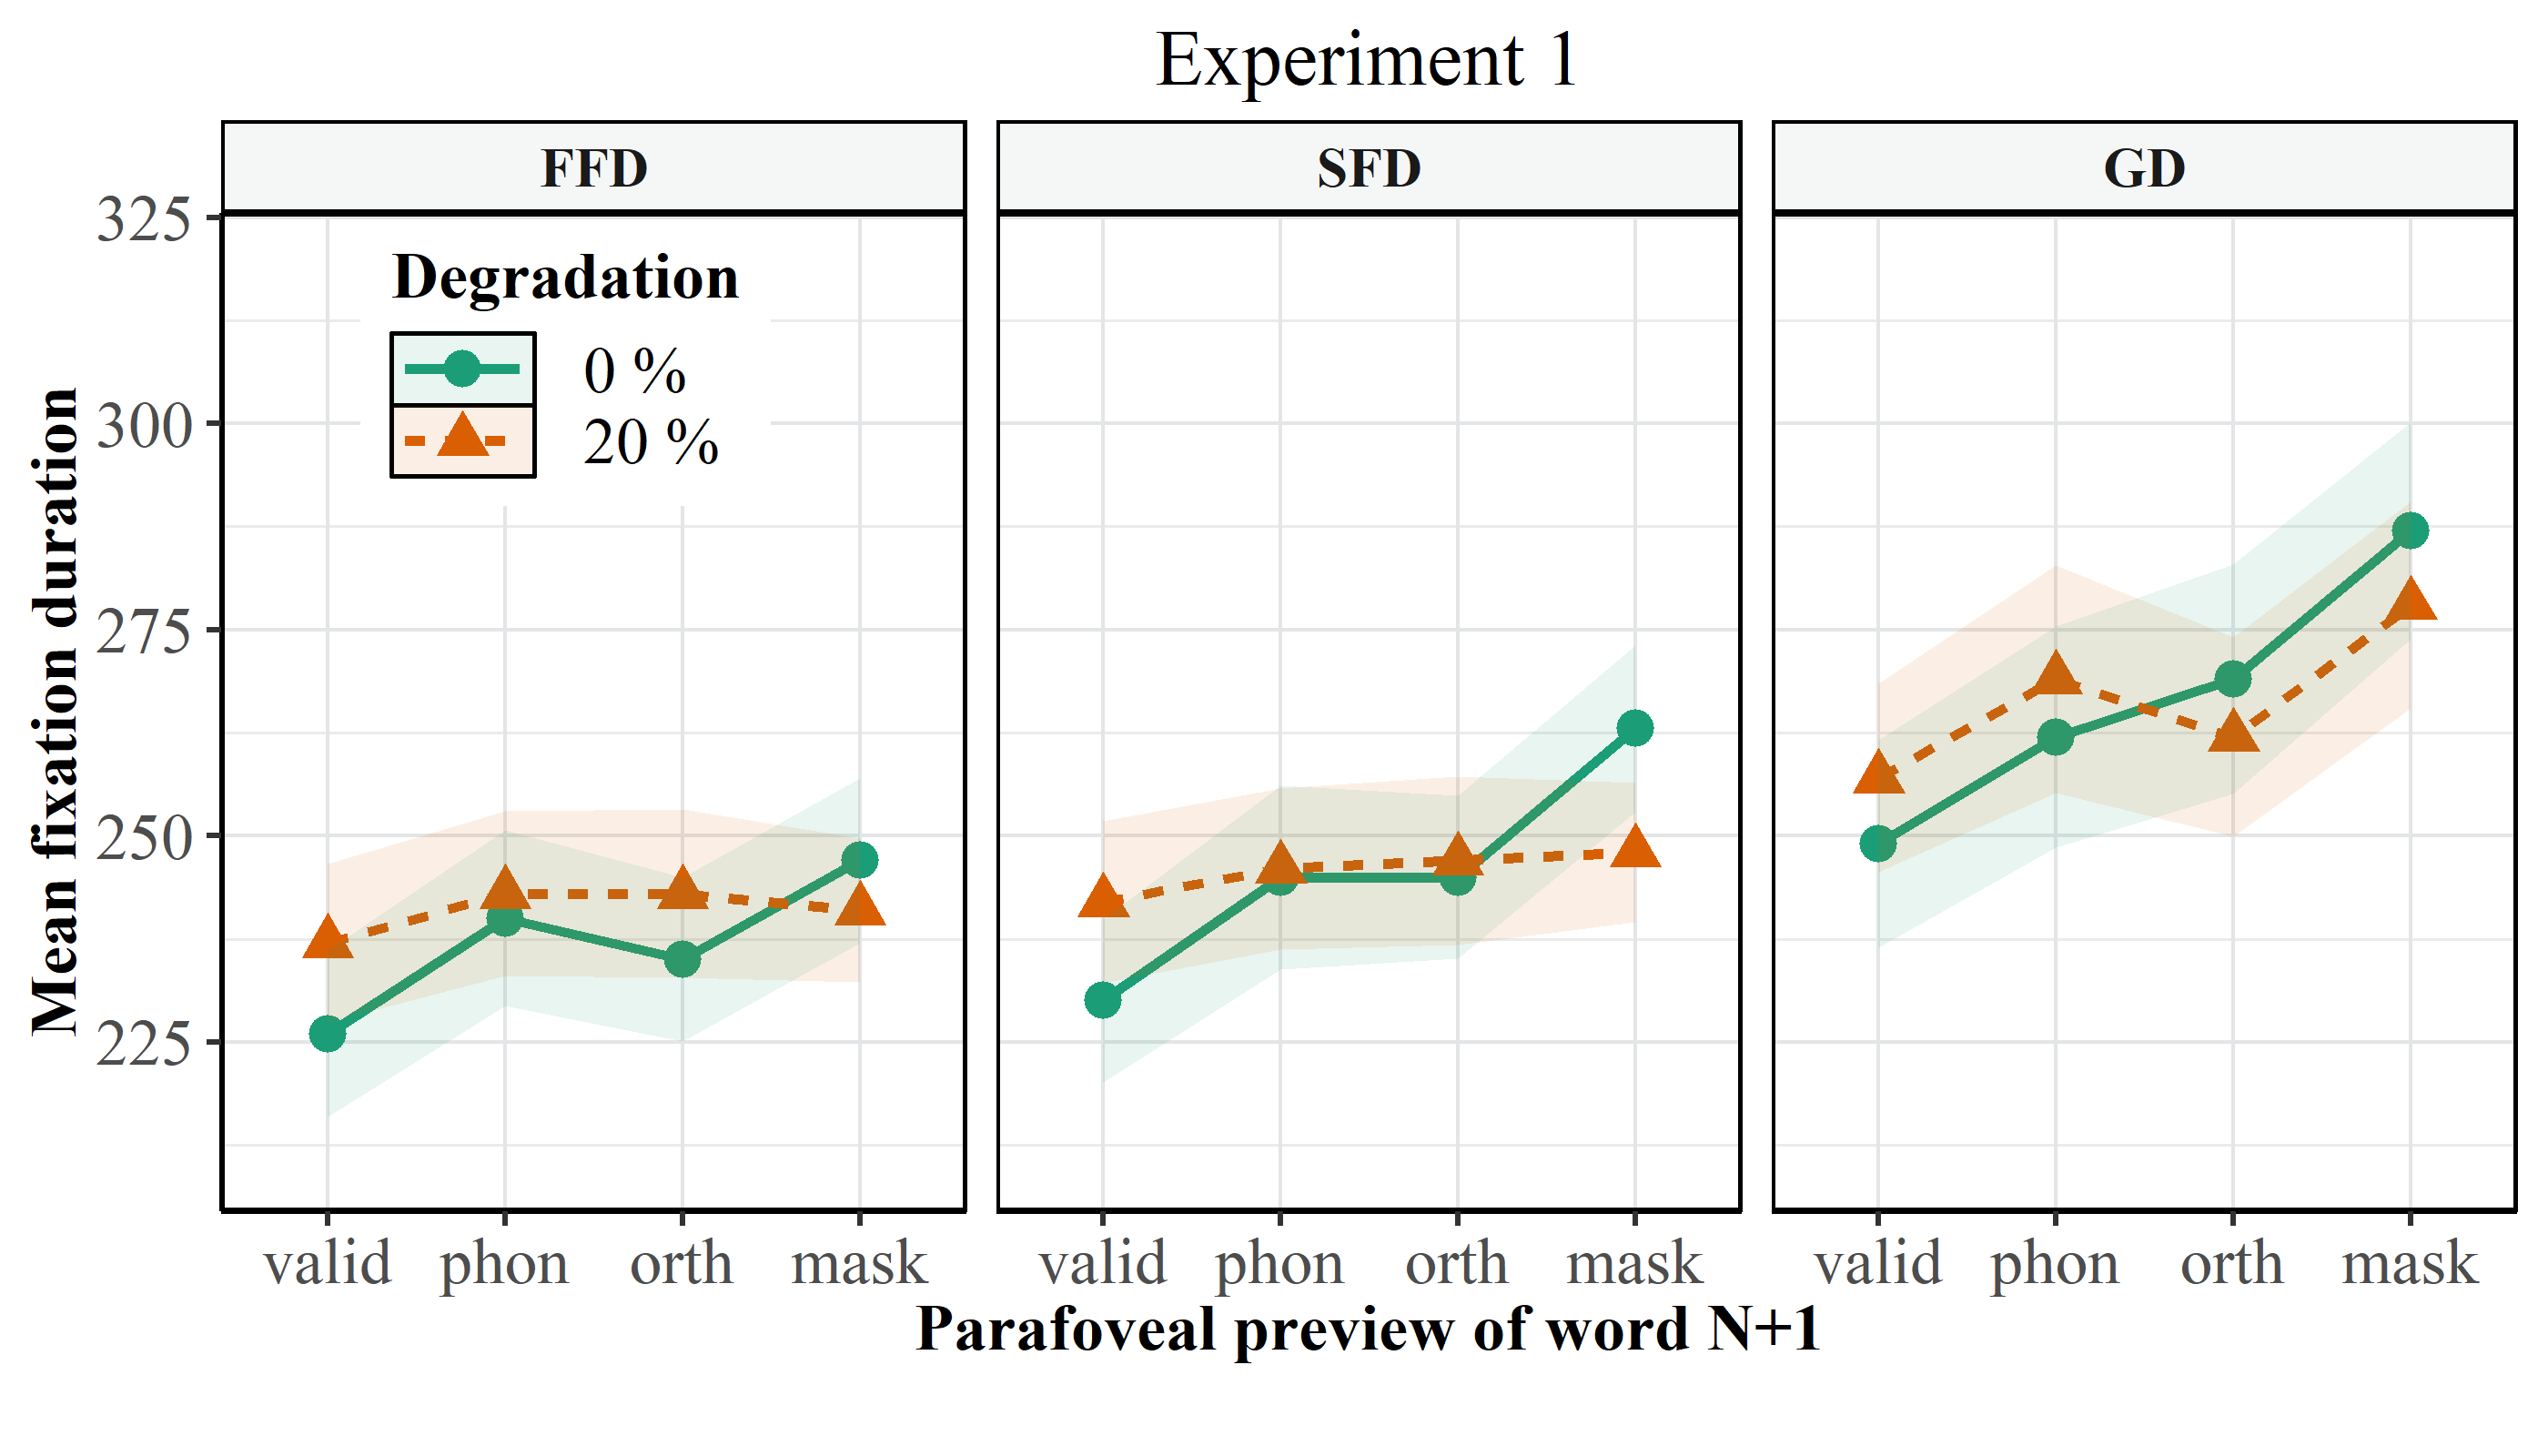 Experiment 1
FFD SFD GD
Mean fixation duration
325
300
275
250
225
Degradation
0 %
20 %
valid phon orth mask valid phon orth mask valid phon orth mask
Parafoveal preview of word N+1